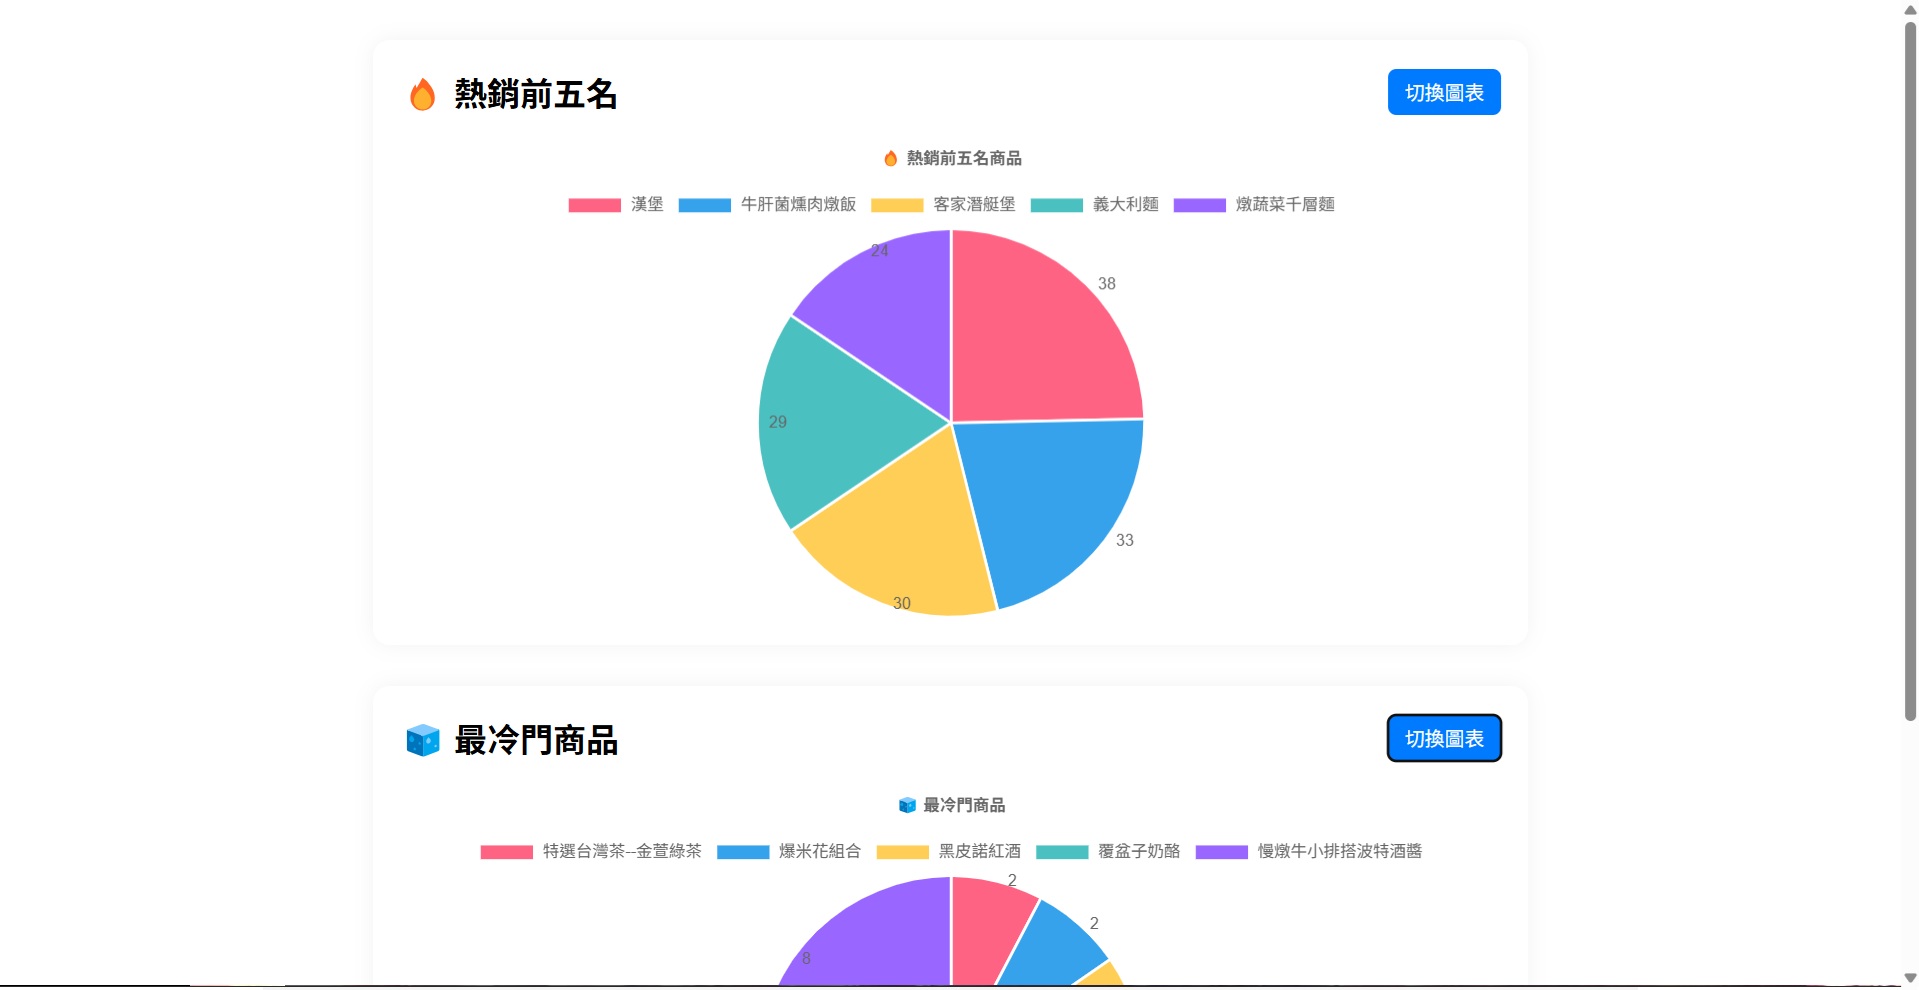 熱銷前五名
切換圖表
熱銷前五名商品
漢堡 牛肝菌燻肉燉飯 客家潛艇堡 義大利麵 燉蔬菜千層麵
24
38
29
33
30
最冷門商品
切換圖表
最冷門商品
特選台灣茶--金萱綠茶 爆米花組合 黑皮諾紅酒 覆盆子奶酪 慢燉牛小排搭波特酒醬
2
2
8